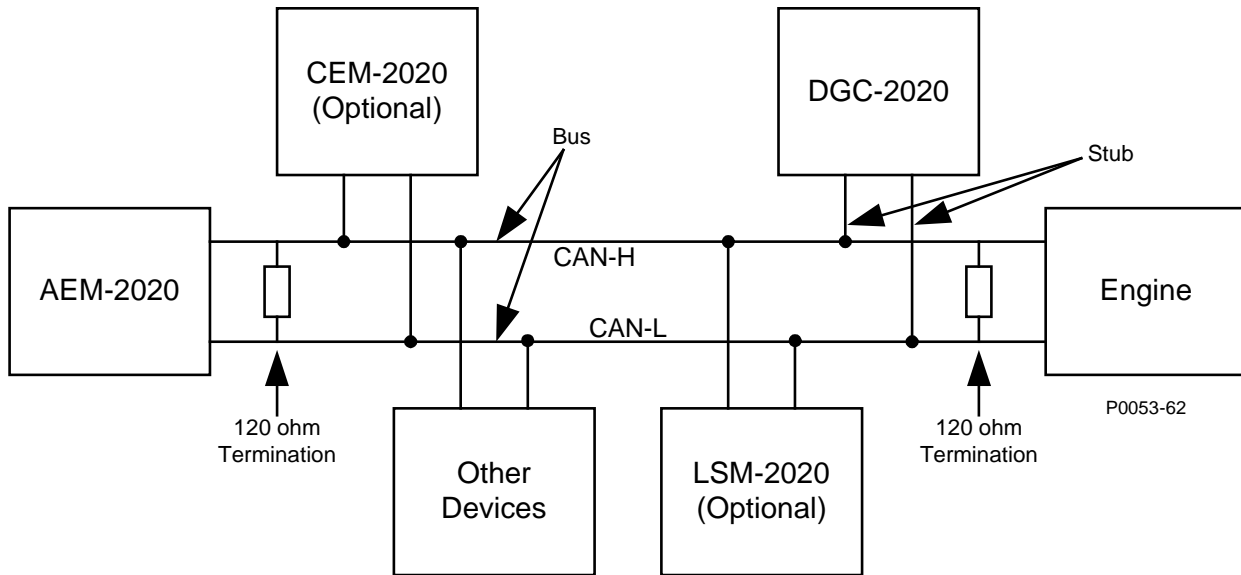 CEM-2020
(Optional)
DGC-2020
Bus
Stub
AEM-2020
CAN-H
Engine
CAN-L
P0053-62
120 ohm
Termination
120 ohm
Termination
Other
Devices
LSM-2020
(Optional)